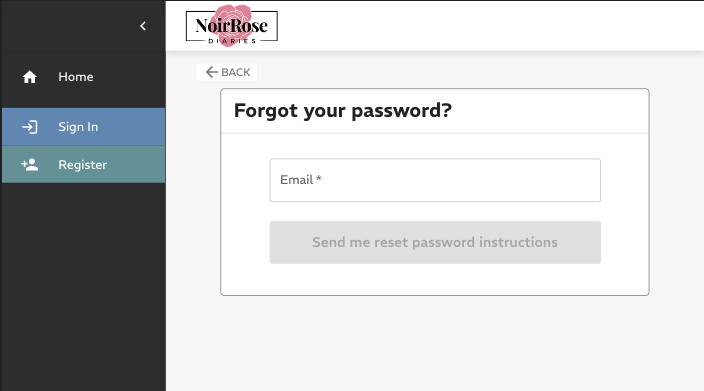 NoirRose
DIARIES
Home
Sign In
Register
BACK
Forgot your password?
Email *
Send me reset password instructions